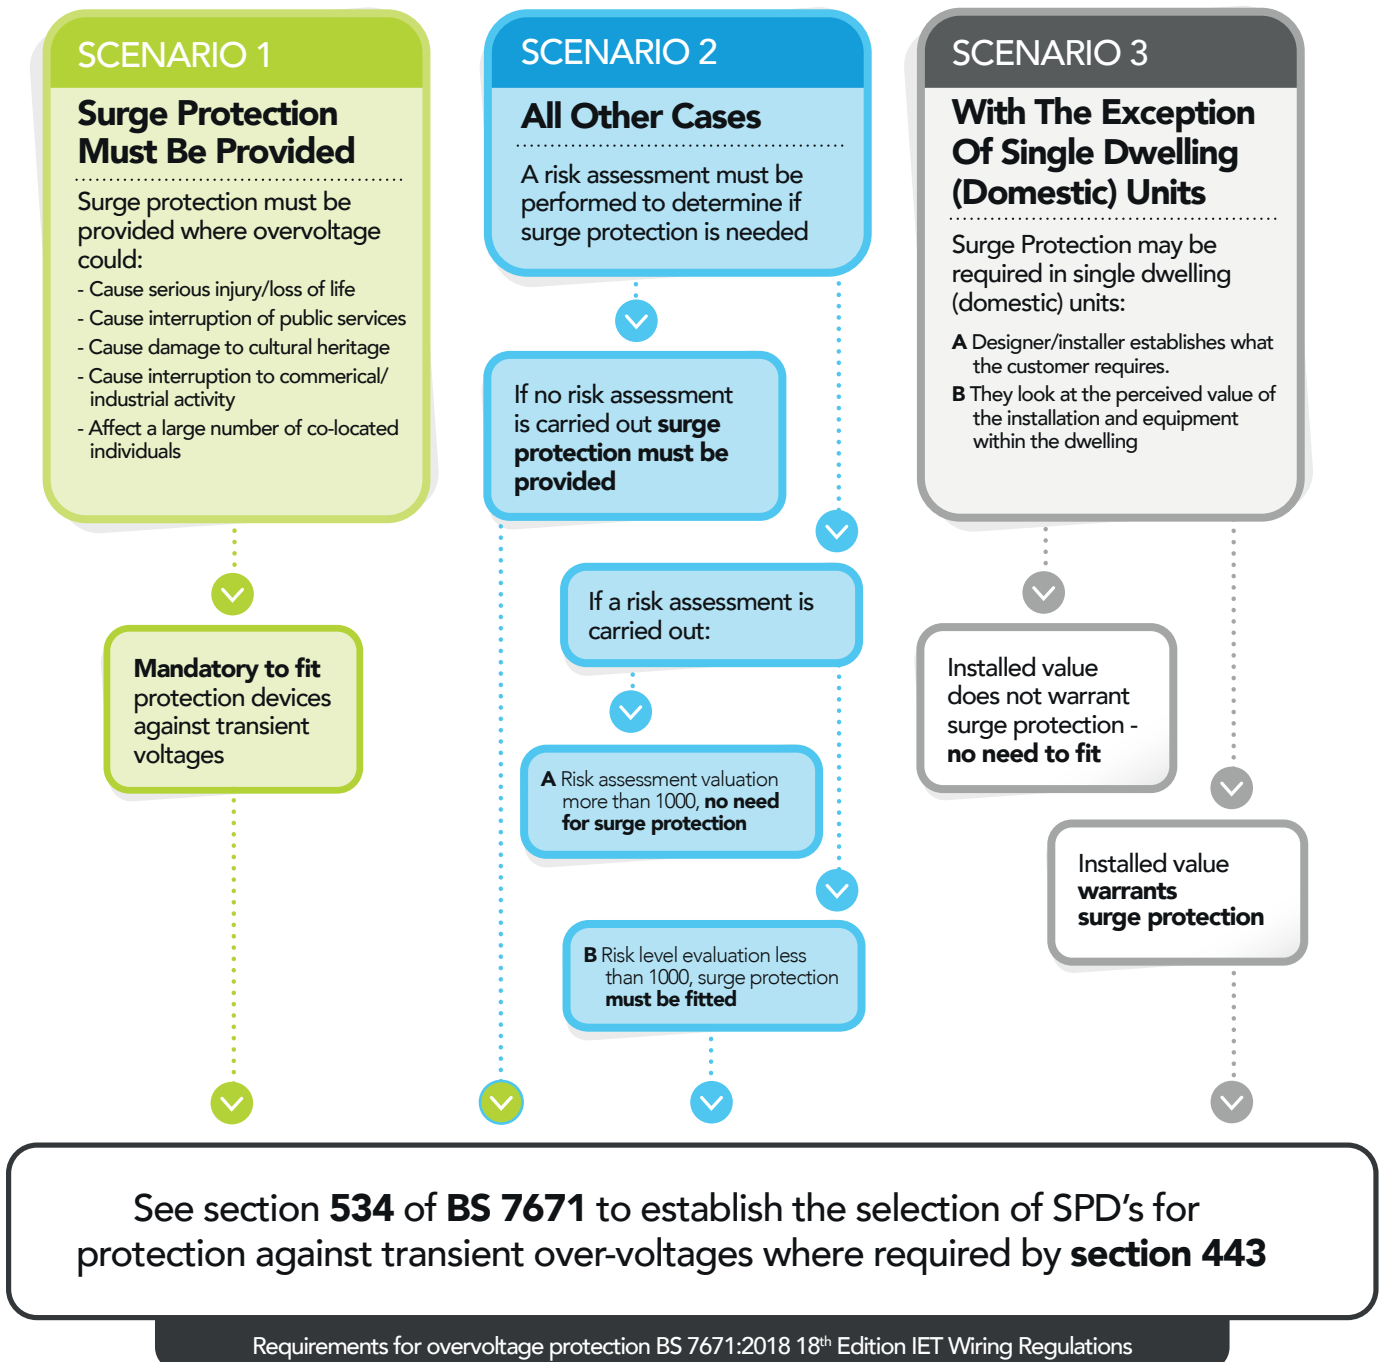 SCENARIO 1
Surge Protection
Must Be Provided
Surge protection must be
provided where overvoltage
could:
- Cause serious injury/loss of life
- Cause interruption of public services
- Cause damage to cultural heritage
- Cause interruption to commerical/
industrial activity
- Affect a large number of co-located
individuals
Mandatory to fit
protection devices
against transient
voltages
SCENARIO 2
All Other Cases
A risk assessment must be
performed to determine if
surge protection is needed
If no risk assessment
is carried out surge
protection must be
provided
If a risk assessment is
carried out:
A Risk assessment valuation
more than 1000, no need
for surge protection
B Risk level evaluation less
than 1000, surge protection
must be fitted
SCENARIO 3
With The Exception
Of Single Dwelling
(Domestic) Units
Surge Protection may be
required in single dwelling
(domestic) units:
A Designer/installer establishes what
the customer requires.
B They look at the perceived value of
the installation and equipment
within the dwelling
Installed value
does not warrant
surge protection -
no need to fit
Installed value
warrants
surge protection
See section 534 of BS 7671 to establish the selection of SPD's for
protection against transient over-voltages where required by section 443
Requirements for overvoltage protection BS 7671:2018 18th Edition IET Wiring Regulations